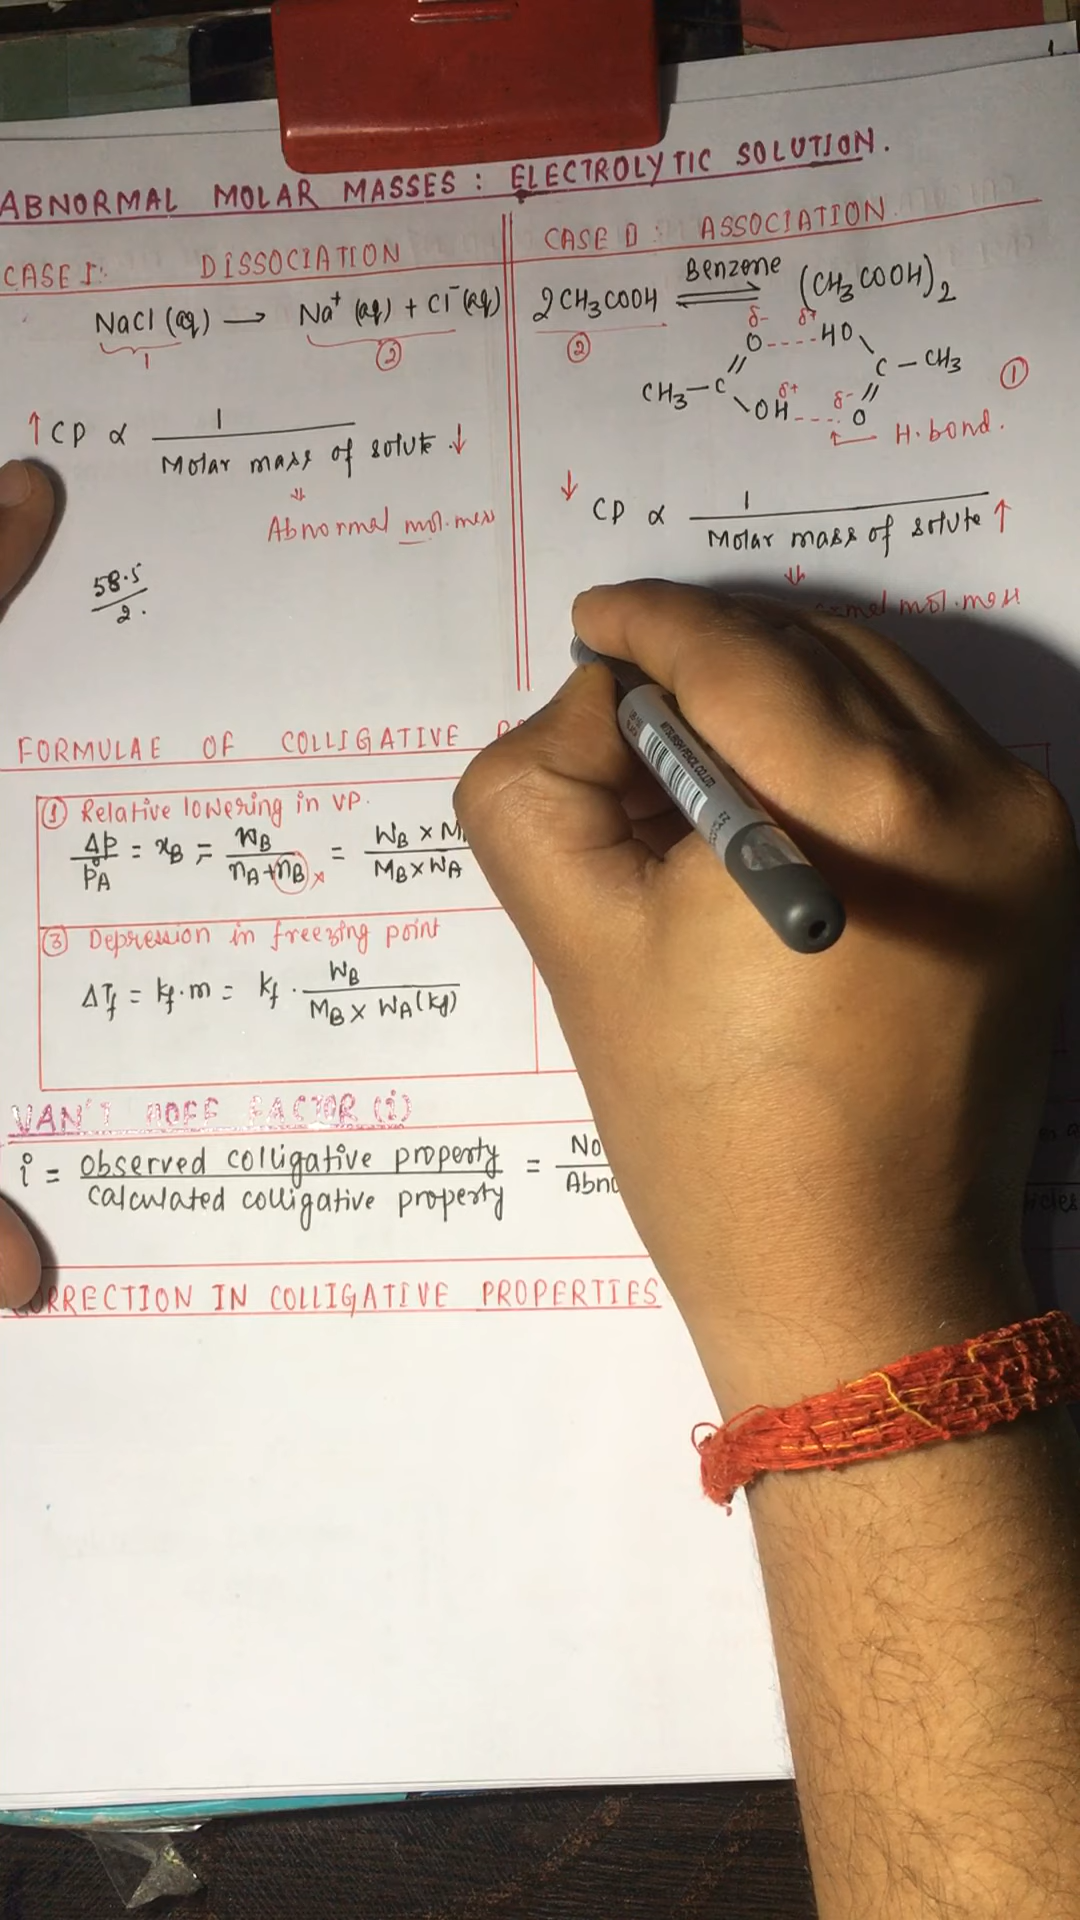 ABNORMAL MOLAR MASSES : ELECTROLYTIC SOLUTION.
CASE I : DISSOCIATION
NaCl (aq) → Na⁺ (aq) + Cl⁻ (aq)
1 2
↑ CP ∝ 1 / Molar mass of solute ↓
⇓
Abnormal mol. mass
58.5 / 2.
CASE II : ASSOCIATION.
2CH₃COOH ⇌ Benzene (CH₃COOH)₂
2
δ- δ+
O----HO
CH₃—C C—CH₃ 1
δ+ δ-
OH----O
← H. bond.
↓ CP ∝ 1 / Molar mass of solute ↑
⇓
mol. mass
FORMULAE OF COLLIGATIVE
① Relative lowering in VP.
Δp / p°A = xB = nB / nA + nB × = WB × M / MB × WA
③ Depression in freezing point
ΔTf = kf . m = kf . WB / MB × WA (kg)
VAN'T HOFF FACTOR (i)
i = observed colligative property / calculated colligative property = No / Abno
icles
CORRECTION IN COLLIGATIVE PROPERTIES